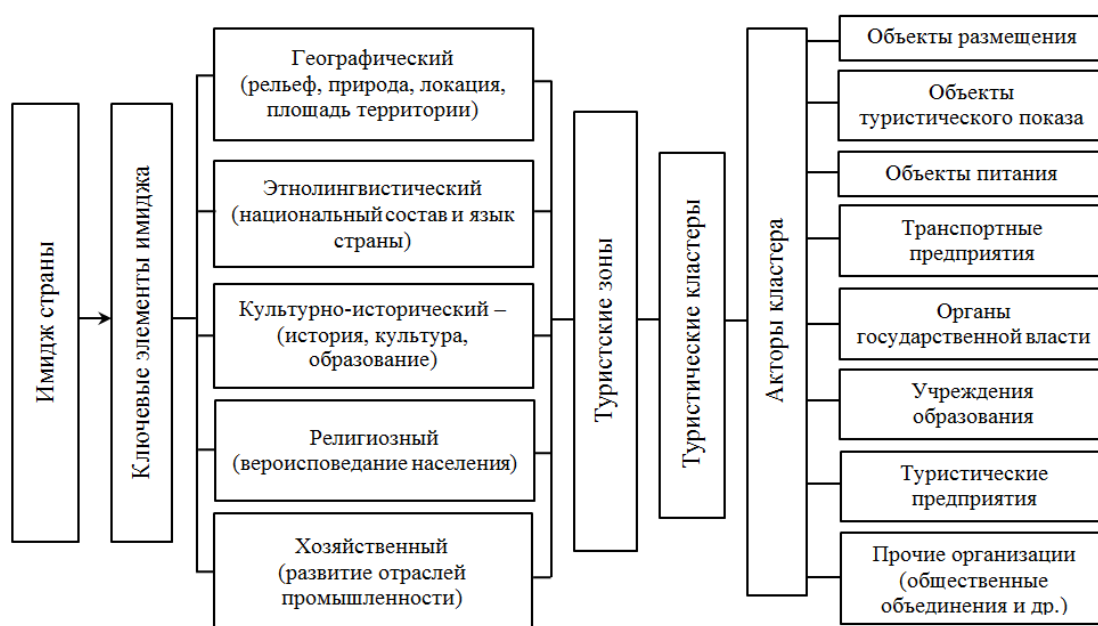 Имидж страны
Ключевые элементы имиджа
Географический
(рельеф, природа, локация,
площадь территории)
Этнолингвистический
(национальный состав и язык
страны)
Культурно-исторический –
(история, культура,
образование)
Религиозный
(вероисповедание населения)
Хозяйственный
(развитие отраслей
промышленности)
Туристские зоны
Туристические кластеры
Акторы кластера
Объекты размещения
Объекты
туристического показа
Объекты питания
Транспортные
предприятия
Органы
государственной власти
Учреждения
образования
Туристические
предприятия
Прочие организации
(общественные
объединения и др.)